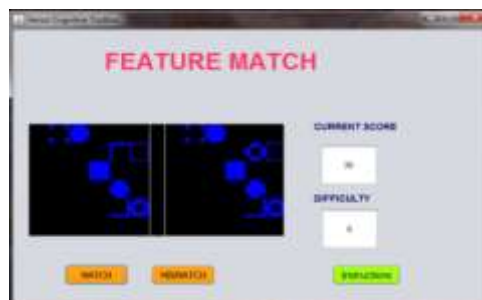 FEATURE MATCH
CURRENT SCORE
DIFFICULTY
MATCH
MISMATCH
Instructions